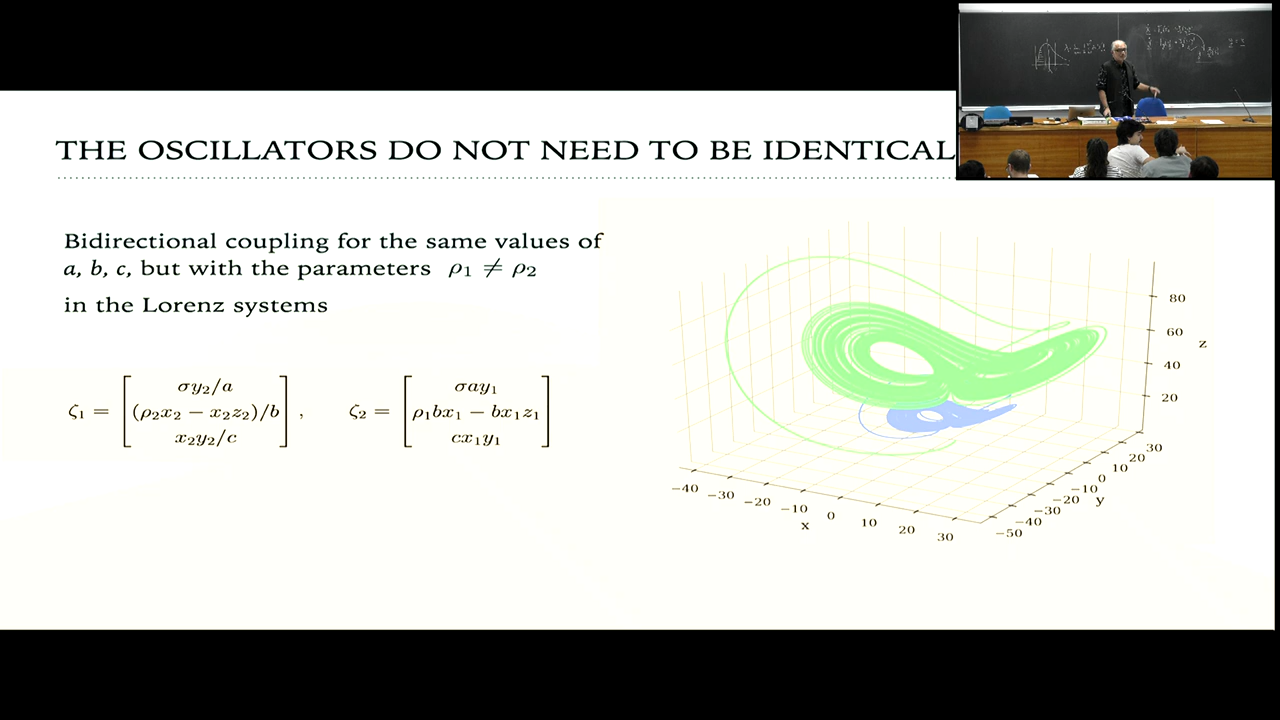 THE OSCILLATORS DO NOT NEED TO BE IDENTICAL
Bidirectional coupling for the same values of
a, b, c, but with the parameters ρ₁ ≠ ρ₂
in the Lorenz systems
ζ₁ = [ σy₂/a
(ρ₂x₂ − x₂z₂)/b
x₂y₂/c ] ,
ζ₂ = [ σay₁
ρ₁bx₁ − bx₁z₁
cx₁y₁ ]
80
60
z
40
20
−40 −30 −20 −10 0 10 20 30
x
−50 −40 −30 −20 −10 0 10 20 30
y